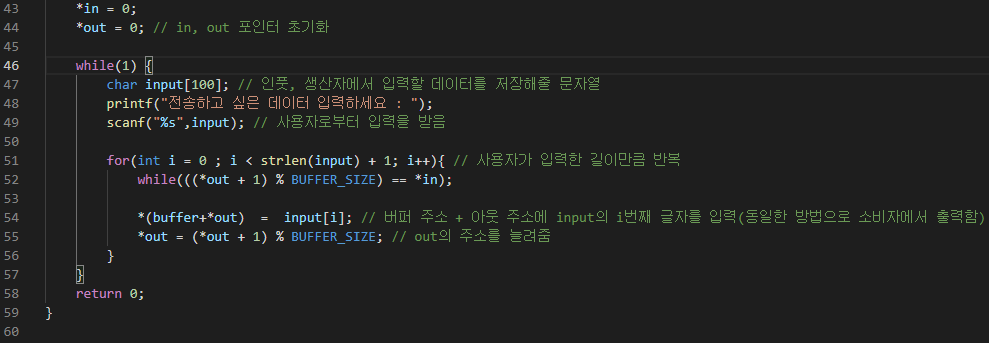 43 *in = 0;
44 *out = 0; // in, out 포인터 초기화
45
46 while(1) {
47 char input[100]; // 인풋, 생산자에서 입력할 데이터를 저장해줄 문자열
48 printf("전송하고 싶은 데이터 입력하세요 : ");
49 scanf("%s",input); // 사용자로부터 입력을 받음
50
51 for(int i = 0 ; i < strlen(input) + 1; i++){ // 사용자가 입력한 길이만큼 반복
52 while(((*out + 1) % BUFFER_SIZE) == *in);
53
54 *(buffer+*out) = input[i]; // 버퍼 주소 + 아웃 주소에 input의 i번째 글자를 입력(동일한 방법으로 소비자에서 출력함)
55 *out = (*out + 1) % BUFFER_SIZE; // out의 주소를 늘려줌
56 }
57 }
58 return 0;
59 }
60